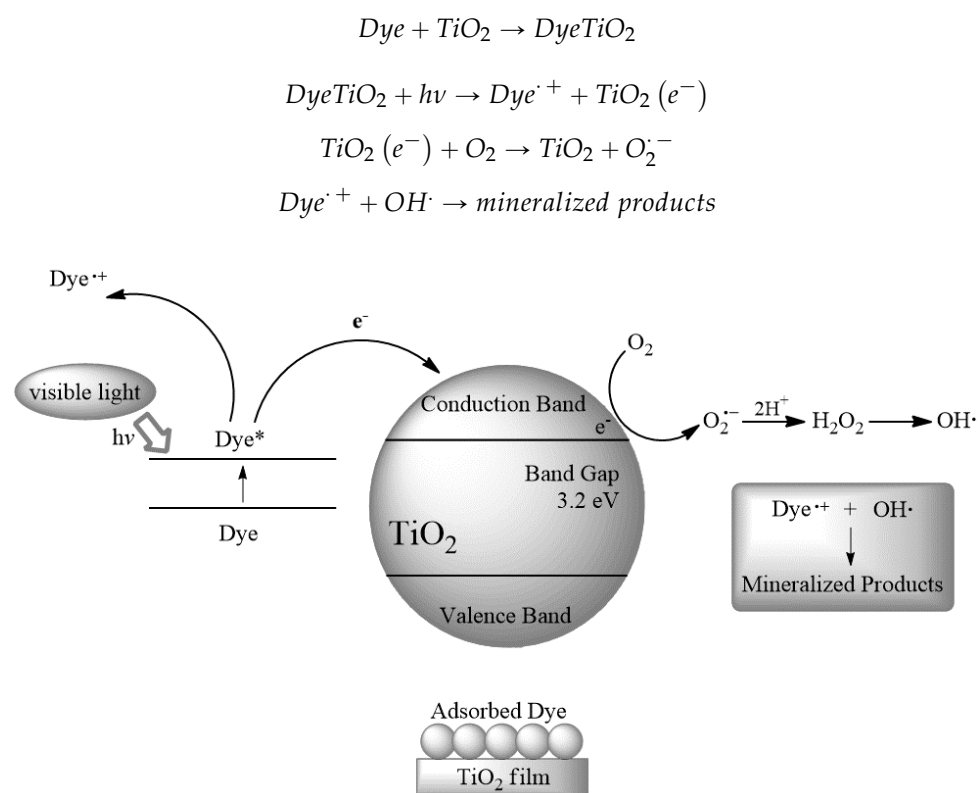 Dye + TiO₂ → DyeTiO₂
DyeTiO₂ + hν → Dye˙⁺ + TiO₂ (e⁻)
TiO₂ (e⁻) + O₂ → TiO₂ + O₂˙⁻
Dye˙⁺ + OH˙ → mineralized products
Dye·⁺
e⁻
O₂
visible light
hν
Dye*
Dye
Conduction Band
e⁻
Band Gap
3.2 eV
TiO₂
Valence Band
O₂·⁻ 2H⁺ → H₂O₂ → OH·
Dye·⁺ + OH·
↓
Mineralized Products
Adsorbed Dye
TiO₂ film